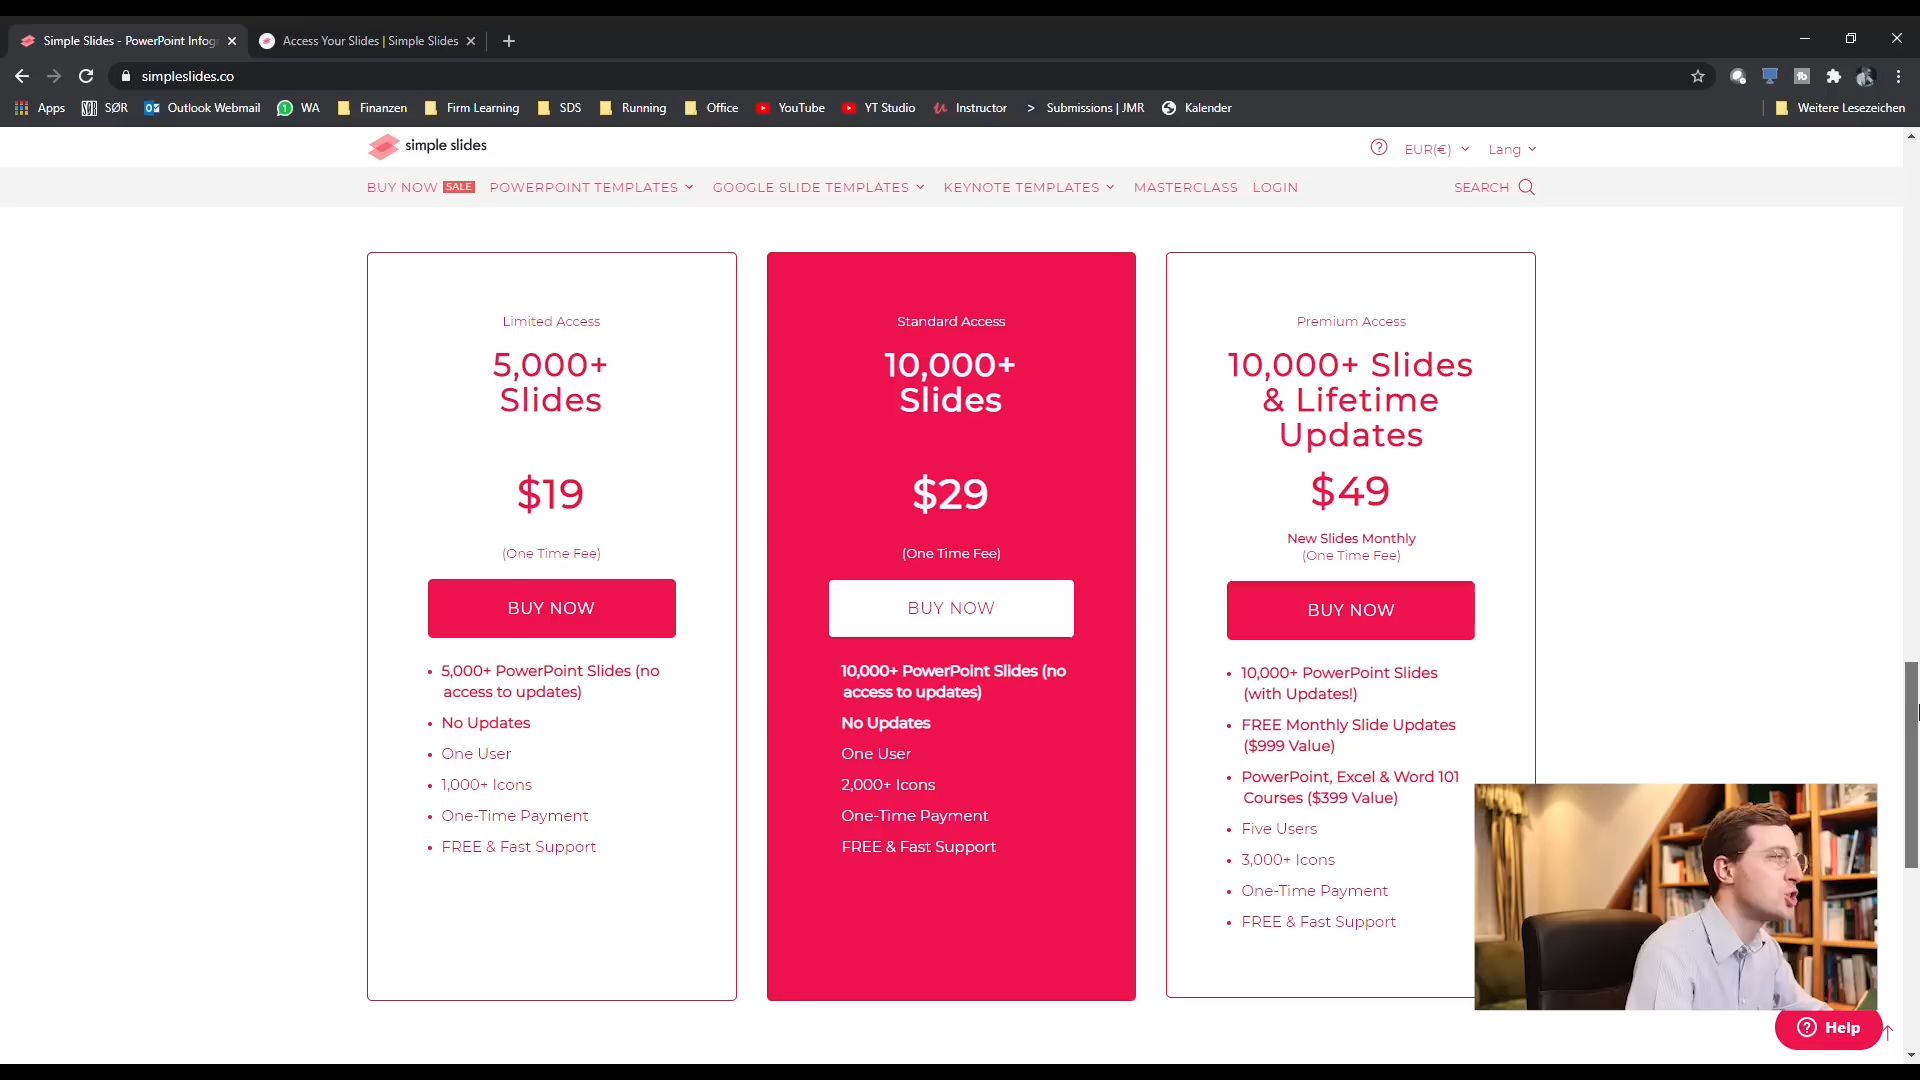 Simple Slides - PowerPoint Infog
Access Your Slides | Simple Slides
simpleslides.co
Apps
SØR
Outlook Webmail
WA
Finanzen
Firm Learning
SDS
Running
Office
YouTube
YT Studio
Instructor
Submissions | JMR
Kalender
Weitere Lesezeichen
simple slides
EUR(€)
Lang
BUY NOW SALE
POWERPOINT TEMPLATES
GOOGLE SLIDE TEMPLATES
KEYNOTE TEMPLATES
MASTERCLASS
LOGIN
SEARCH
Limited Access
5,000+
Slides
$19
(One Time Fee)
BUY NOW
• 5,000+ PowerPoint Slides (no
access to updates)
• No Updates
• One User
• 1,000+ Icons
• One-Time Payment
• FREE & Fast Support
Standard Access
10,000+
Slides
$29
(One Time Fee)
BUY NOW
10,000+ PowerPoint Slides (no
access to updates)
No Updates
One User
2,000+ Icons
One-Time Payment
FREE & Fast Support
Premium Access
10,000+ Slides
& Lifetime
Updates
$49
New Slides Monthly
(One Time Fee)
BUY NOW
• 10,000+ PowerPoint Slides
(with Updates!)
• FREE Monthly Slide Updates
($999 Value)
• PowerPoint, Excel & Word 101
Courses ($399 Value)
• Five Users
• 3,000+ Icons
• One-Time Payment
• FREE & Fast Support
Help